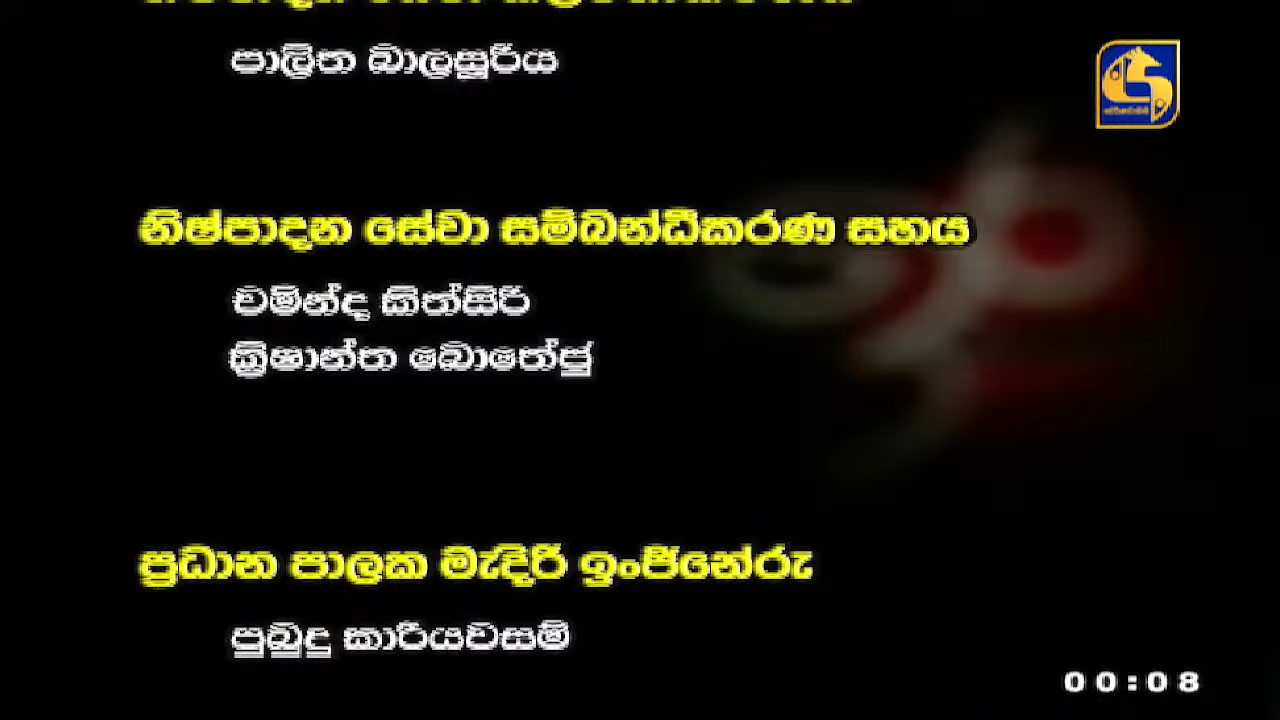 පාලිත බාලසූරිය
නිෂ්පාදන සේවා සම්බන්ධීකරණ සහය
චමින්ද කිත්සිරි
ක්‍රිෂාන්ත බොතේජු
ප්‍රධාන පාලක මැදිරි ඉංජිනේරු
පුබුදු කාරියවසම්
00:08